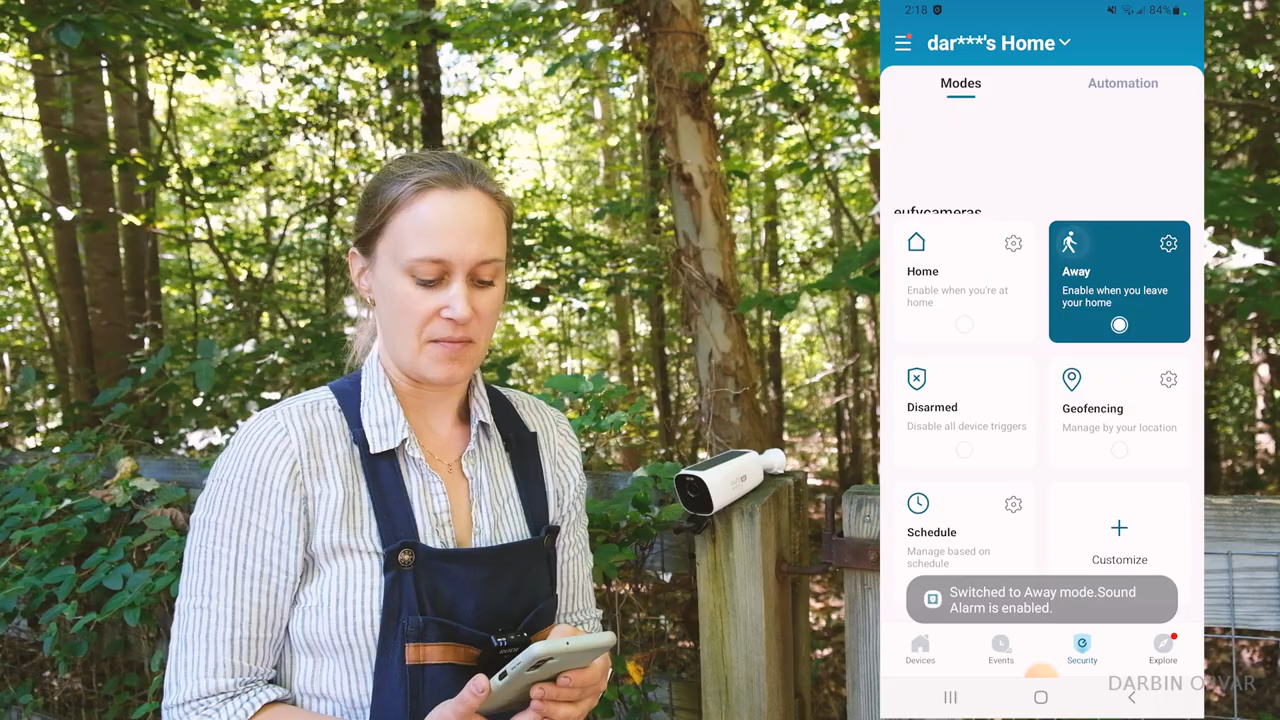 2:18
84%
dar***'s Home
Modes
Automation
eufycameras
Home
Enable when you're at
home
Away
Enable when you leave
your home
Disarmed
Disable all device triggers
Geofencing
Manage by your location
Schedule
Manage based on
schedule
Customize
Switched to Away mode.Sound
Alarm is enabled.
Devices
Events
Security
Explore
RODE